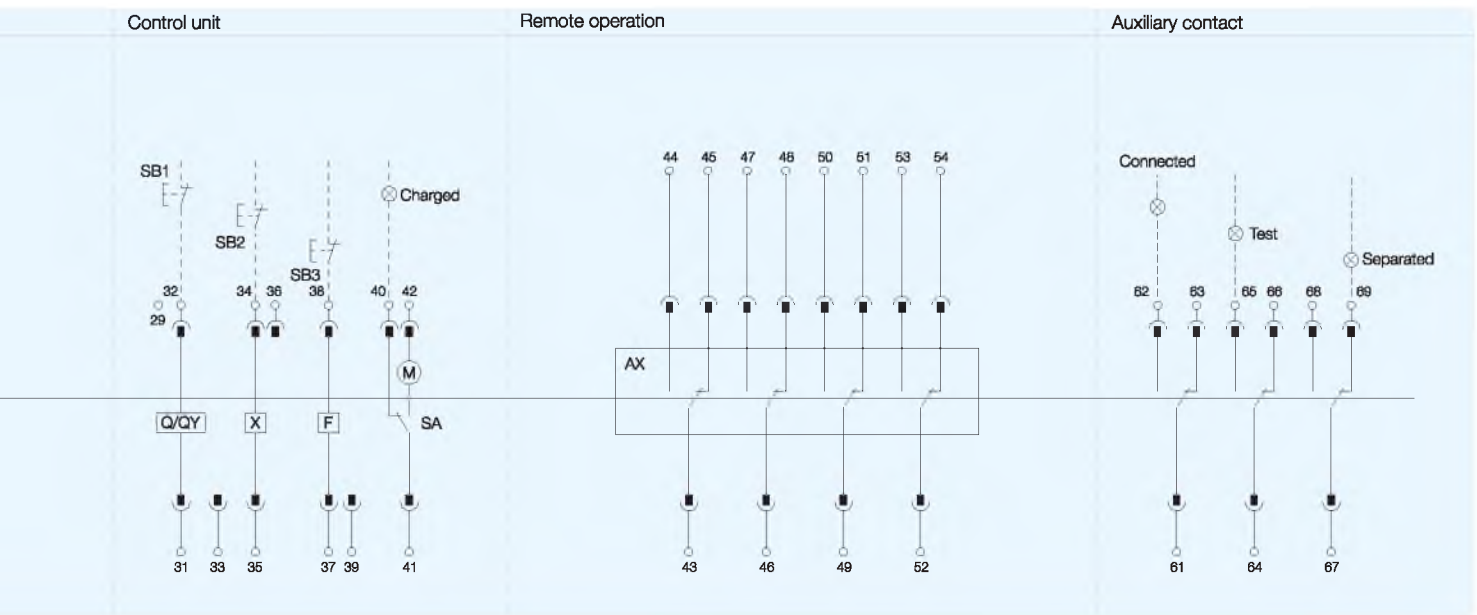 Control unit
Remote operation
Auxiliary contact
44 45 47 48 50 51 53 54
Connected
SB1
Charged
SB2
Test
SB3
Separated
32 34 36 38 40 42
62 63 65 66 68 69
29
AX
M
Q/QY X F SA
31 33 35 37 39 41
43 46 49 52
61 64 67